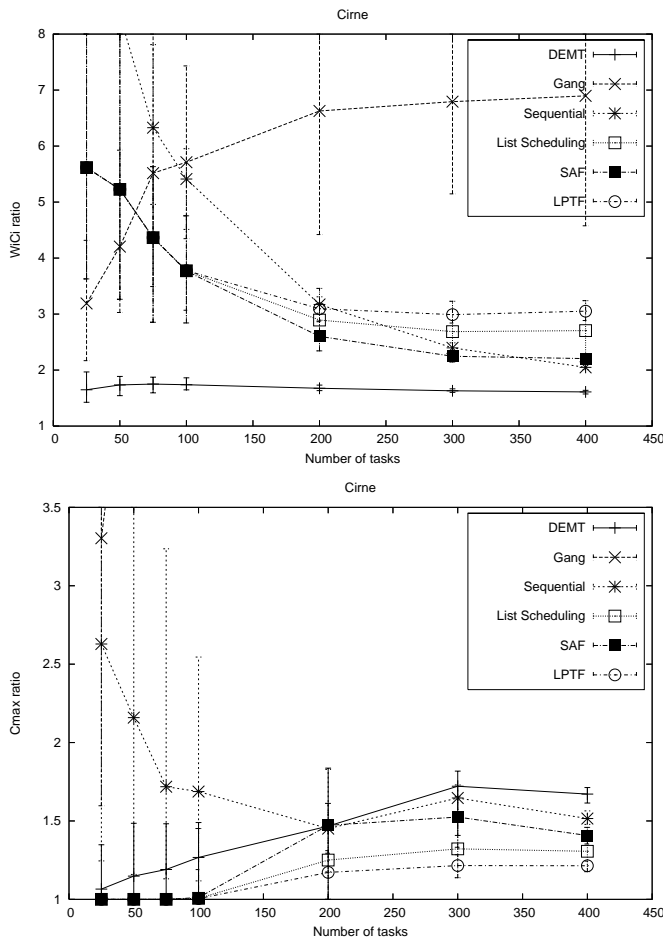 Cirne
8
7
6
5
4
3
2
1
WiCi ratio
DEMT
Gang
Sequential
List Scheduling
SAF
LPTF
0 50 100 150 200 250 300 350 400 450
Number of tasks
Cirne
3.5
3
2.5
2
1.5
1
Cmax ratio
DEMT
Gang
Sequential
List Scheduling
SAF
LPTF
0 50 100 150 200 250 300 350 400 450
Number of tasks